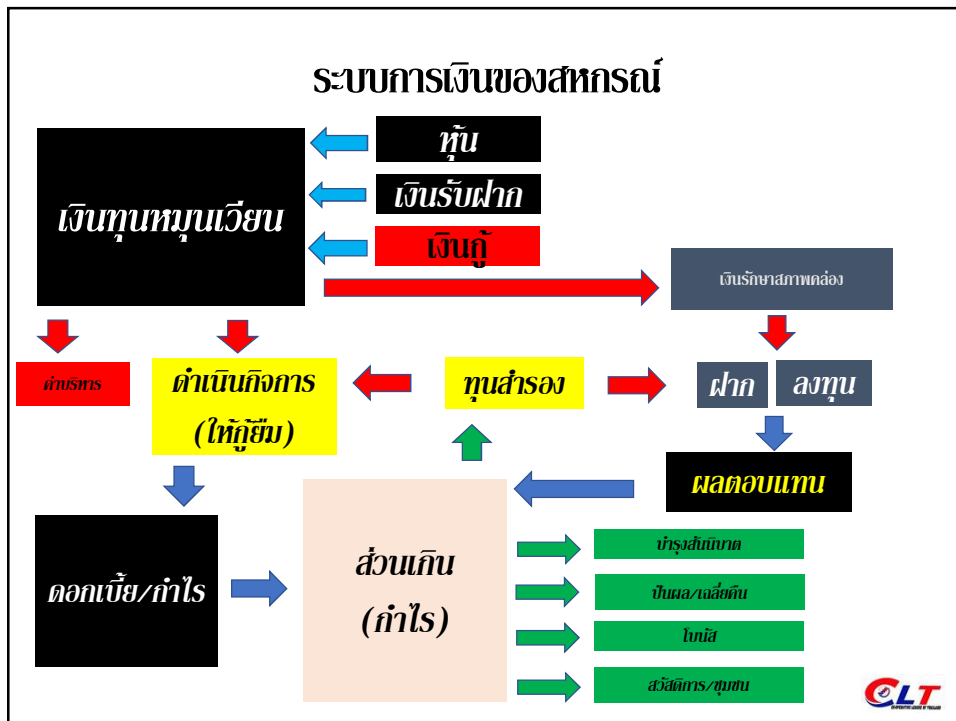 ระบบการเงินของสหกรณ์
หุ้น
เงินทุนหมุนเวียน
เงินรับฝาก
เงินกู้
เงินรักษาสภาพคล่อง
ค่าบริหาร
ดำเนินกิจการ
(ให้กู้ยืม)
ทุนสำรอง
ฝาก
ลงทุน
ผลตอบแทน
ดอกเบี้ย/กำไร
ส่วนเกิน
(กำไร)
บำรุงสันนิบาต
ปันผล/เฉลี่ยคืน
โบนัส
สวัสดิการ/ชุมชน
CLT
CO-OPERATIVE LEAGUE OF THAILAND